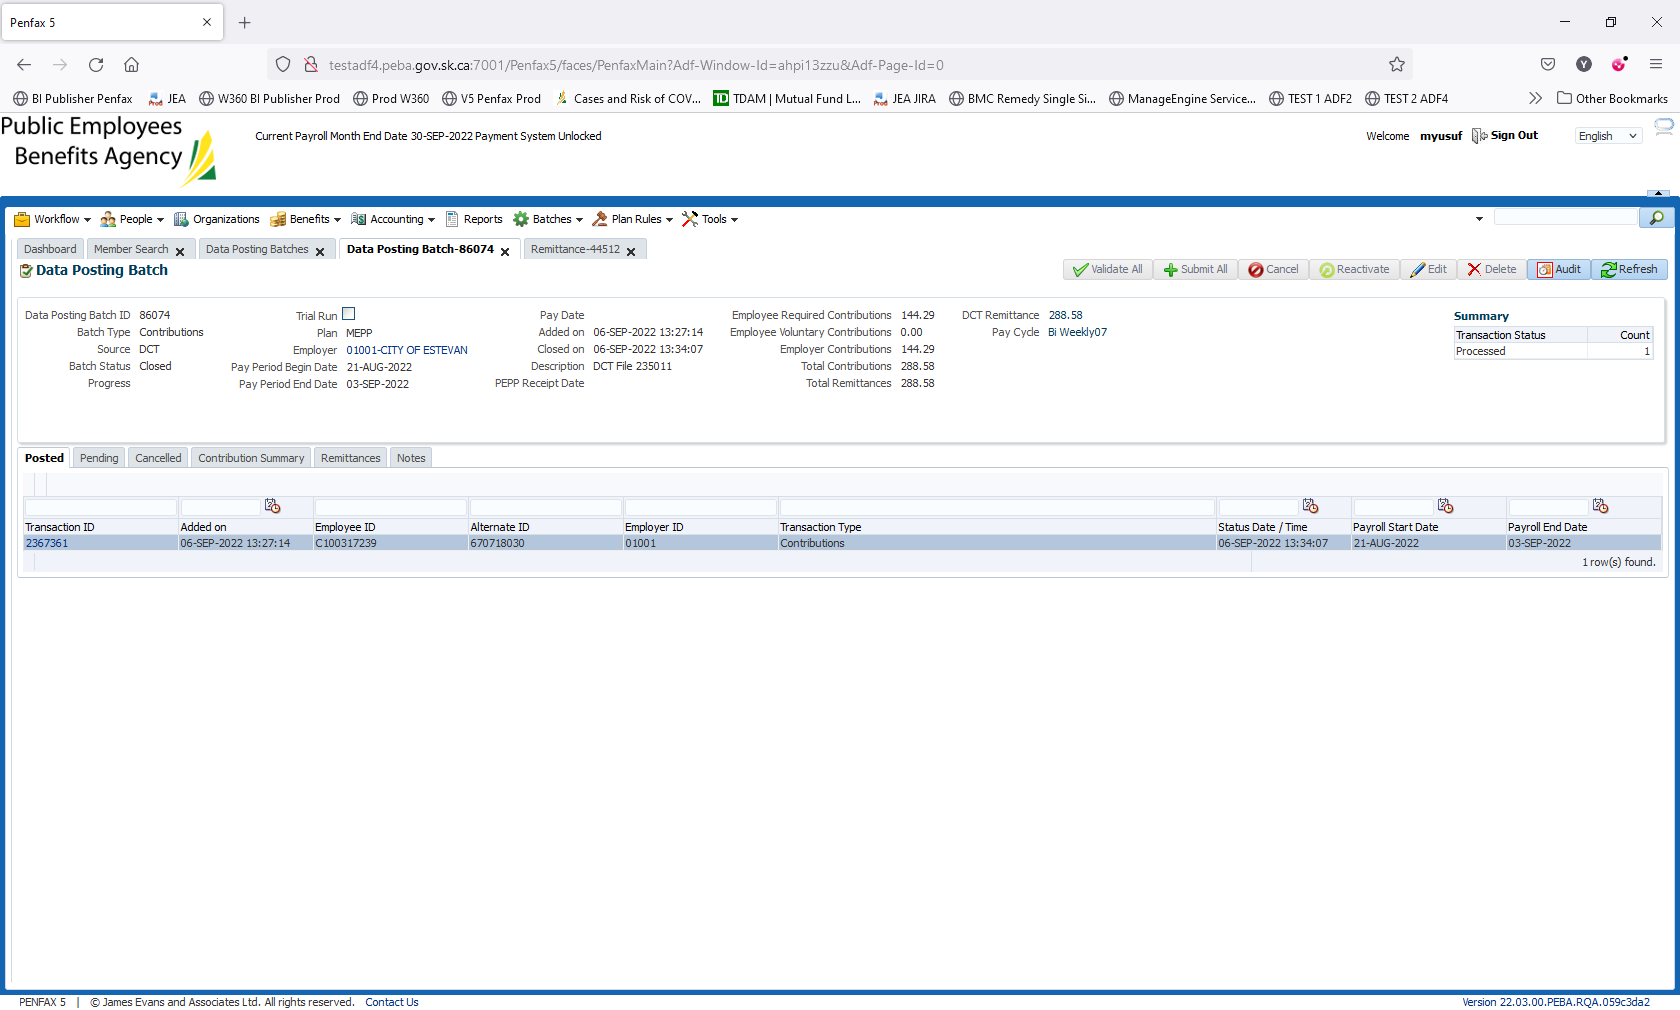 Penfax 5
testadf4.peba.gov.sk.ca:7001/Penfax5/faces/PenfaxMain?Adf-Window-Id=ahpi13zzu&Adf-Page-Id=0
BI Publisher Penfax JEA W360 BI Publisher Prod Prod W360 V5 Penfax Prod Cases and Risk of COV... TDAM | Mutual Fund L... JEA JIRA BMC Remedy Single Si... ManageEngine Service... TEST 1 ADF2 TEST 2 ADF4 Other Bookmarks
Public Employees
Benefits Agency
Current Payroll Month End Date 30-SEP-2022 Payment System Unlocked
Welcome myusuf Sign Out English
Workflow People Organizations Benefits Accounting Reports Batches Plan Rules Tools
Dashboard Member Search Data Posting Batches Data Posting Batch-86074 Remittance-44512
Data Posting Batch
Validate All Submit All Cancel Reactivate Edit Delete Audit Refresh
Data Posting Batch ID 86074
Batch Type Contributions
Source DCT
Batch Status Closed
Progress
Trial Run
Plan MEPP
Employer 01001-CITY OF ESTEVAN
Pay Period Begin Date 21-AUG-2022
Pay Period End Date 03-SEP-2022
Pay Date
Added on 06-SEP-2022 13:27:14
Closed on 06-SEP-2022 13:34:07
Description DCT File 235011
PEPP Receipt Date
Employee Required Contributions 144.29
Employee Voluntary Contributions 0.00
Employer Contributions 144.29
Total Contributions 288.58
Total Remittances 288.58
DCT Remittance 288.58
Pay Cycle Bi Weekly07
Summary
Transaction Status Count
Processed 1
Posted Pending Cancelled Contribution Summary Remittances Notes
Transaction ID Added on Employee ID Alternate ID Employer ID Transaction Type Status Date / Time Payroll Start Date Payroll End Date
2367361 06-SEP-2022 13:27:14 C100317239 670718030 01001 Contributions 06-SEP-2022 13:34:07 21-AUG-2022 03-SEP-2022
1 row(s) found.
PENFAX 5 | © James Evans and Associates Ltd. All rights reserved. Contact Us
Version 22.03.00.PEBA.RQA.059c3da2